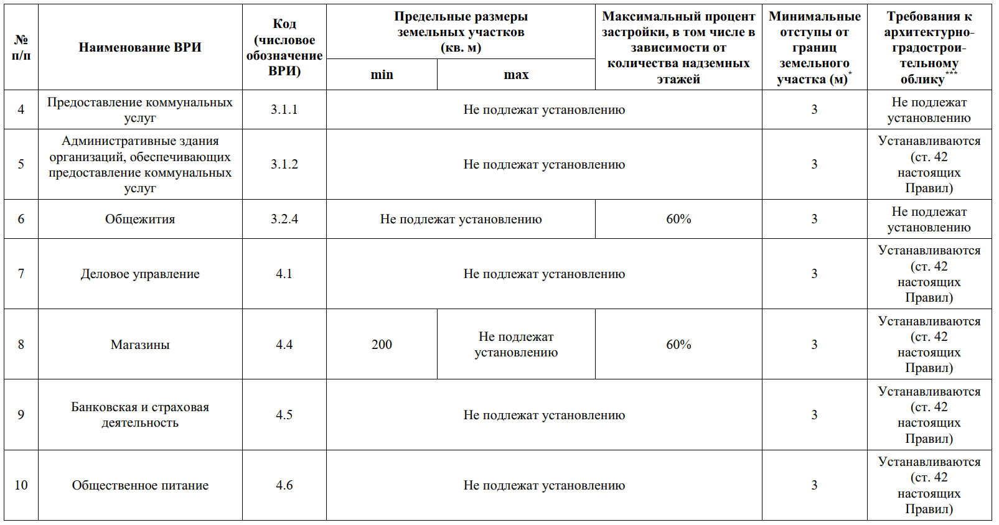 №
п/п
Наименование ВРИ
Код
(числовое
обозначение
ВРИ)
Предельные размеры
земельных участков
(кв. м)
min
max
Максимальный процент
застройки, в том числе в
зависимости от
количества надземных
этажей
Минимальные
отступы от
границ
земельного
участка (м)*
Требования к
архитектурно-
градострои-
тельному
облику***
4
Предоставление коммунальных
услуг
3.1.1
Не подлежат установлению
3
Не подлежат
установлению
5
Административные здания
организаций, обеспечивающих
предоставление коммунальных
услуг
3.1.2
Не подлежат установлению
3
Устанавливаются
(ст. 42
настоящих
Правил)
6
Общежития
3.2.4
Не подлежат установлению
60%
3
Не подлежат
установлению
7
Деловое управление
4.1
Не подлежат установлению
3
Устанавливаются
(ст. 42
настоящих
Правил)
8
Магазины
4.4
200
Не подлежат
установлению
60%
3
Устанавливаются
(ст. 42
настоящих
Правил)
9
Банковская и страховая
деятельность
4.5
Не подлежат установлению
3
Устанавливаются
(ст. 42
настоящих
Правил)
10
Общественное питание
4.6
Не подлежат установлению
3
Устанавливаются
(ст. 42
настоящих
Правил)